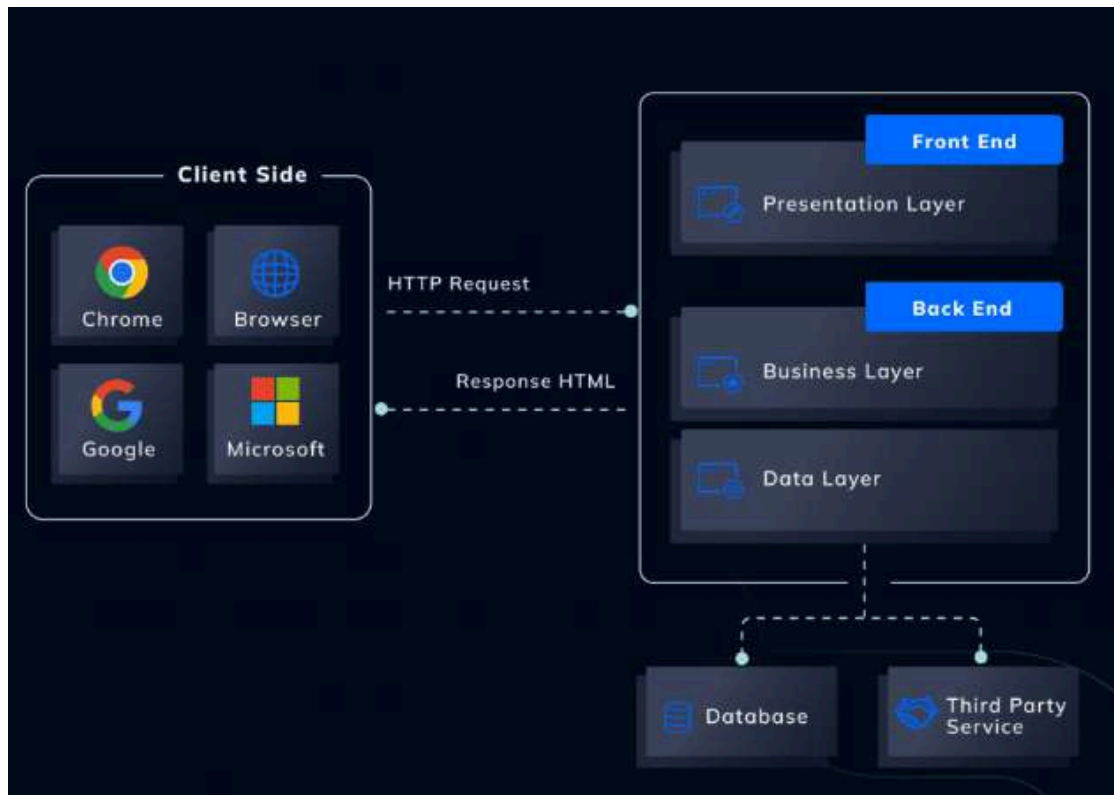 Client Side
Chrome
Browser
Google
Microsoft
HTTP Request
Response HTML
Front End
Presentation Layer
Back End
Business Layer
Data Layer
Database
Third Party
Service